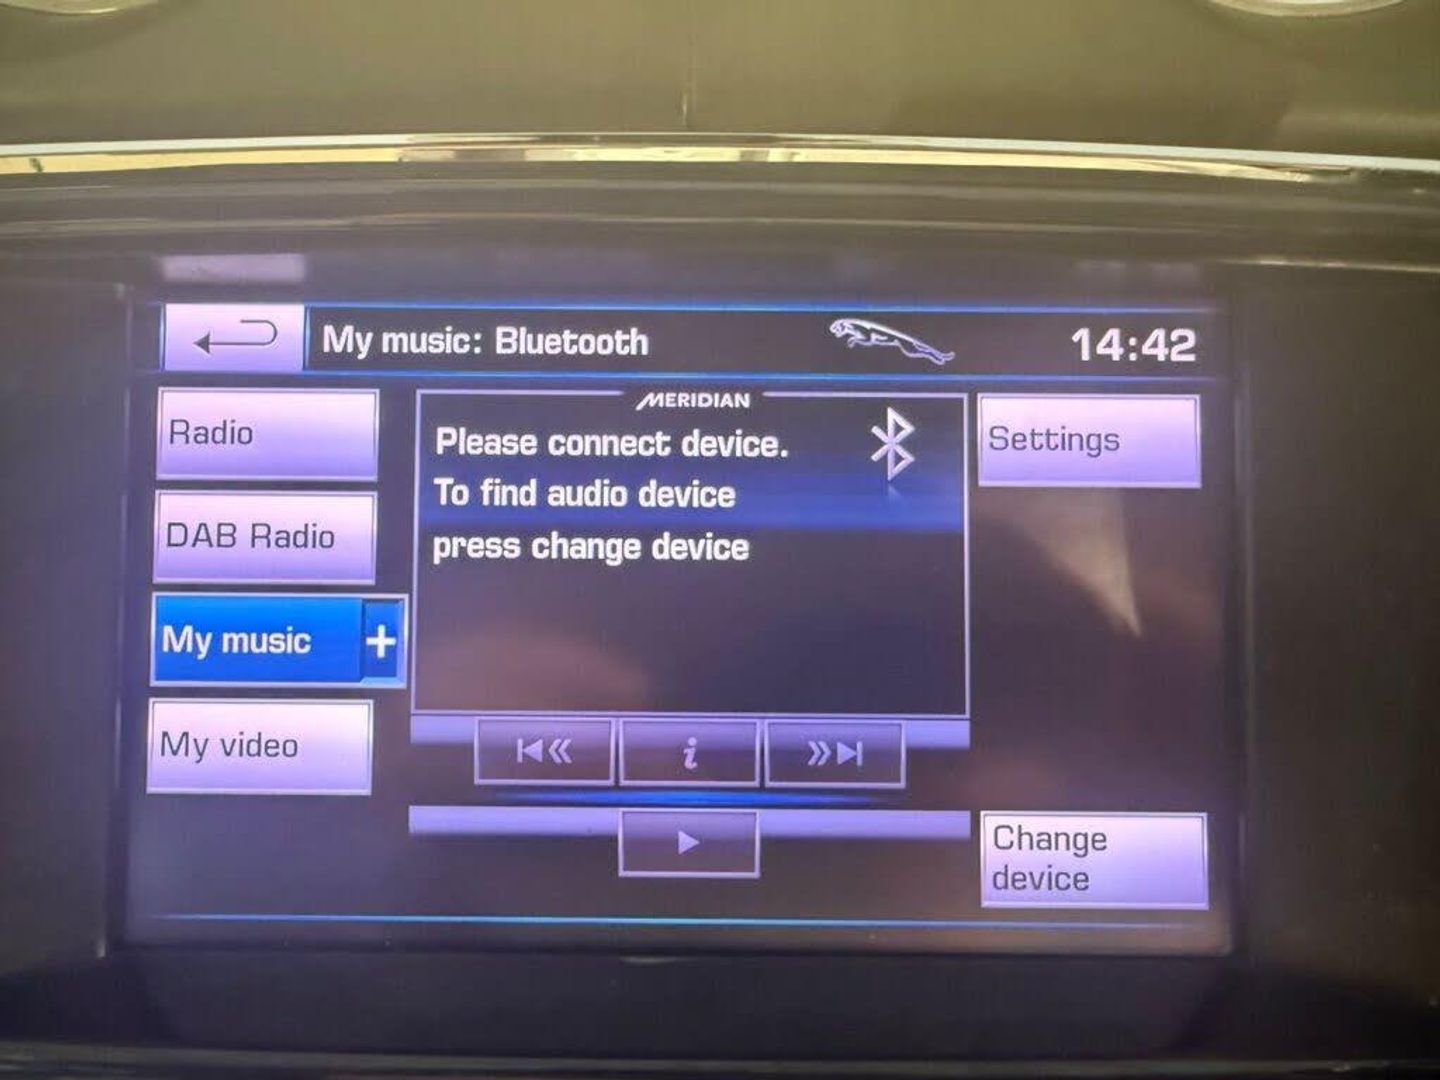 My music: Bluetooth
14:42
Radio
DAB Radio
My music +
My video
MERIDIAN
Please connect device.
To find audio device
press change device
i
Settings
Change
device